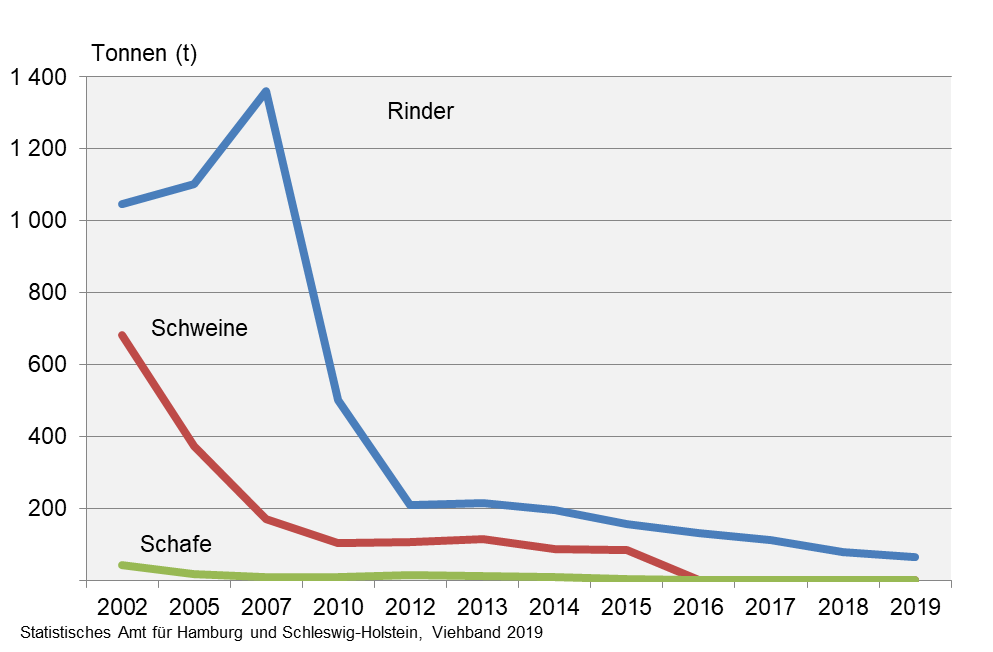 Tonnen (t)
1 400
Rinder
1 200
1 000
800
Schweine
600
400
200
Schafe
2002 2005 2007 2010 2012 2013 2014 2015 2016 2017 2018 2019
Statistisches Amt für Hamburg und Schleswig-Holstein, Viehband 2019